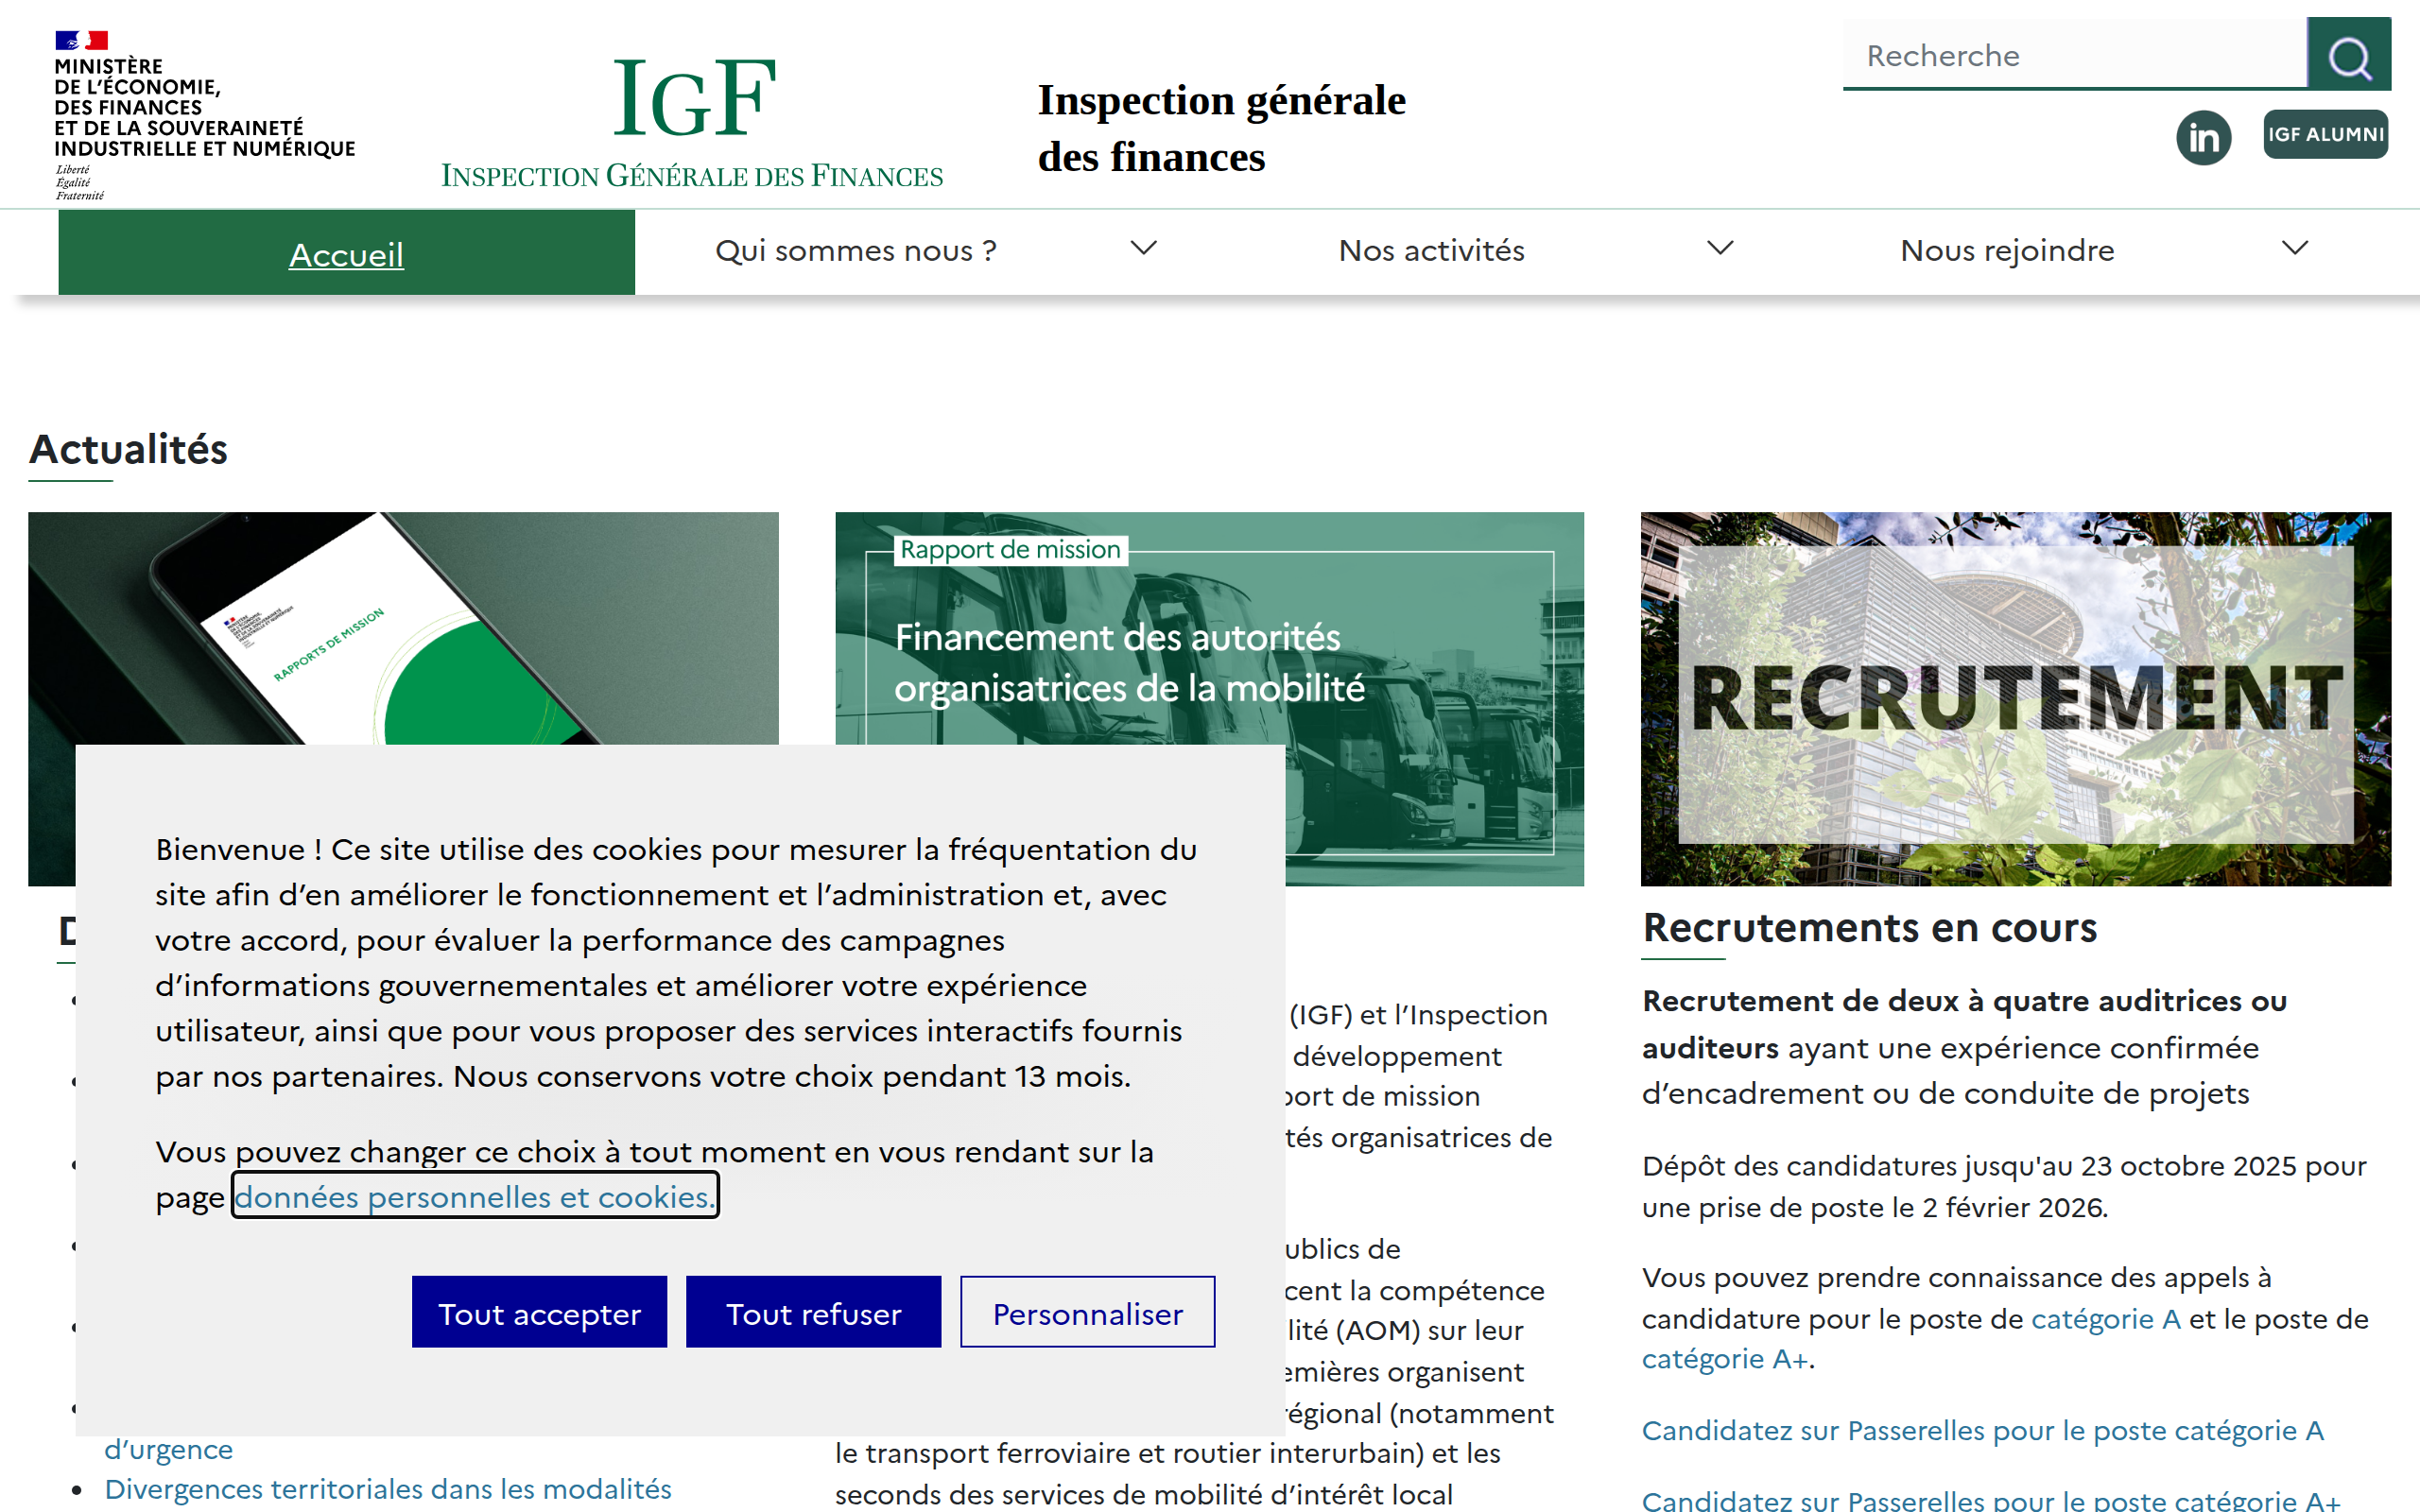 MINISTÈRE
DE L'ÉCONOMIE,
DES FINANCES
ET DE LA SOUVERAINETÉ
INDUSTRIELLE ET NUMÉRIQUE
Liberté
Égalité
Fraternité
IGF
INSPECTION GÉNÉRALE DES FINANCES
Inspection générale
des finances
Recherche
in
IGF ALUMNI
Accueil
Qui sommes nous ?
Nos activités
Nous rejoindre
Actualités
RAPPORTS DE MISSION
Rapport de mission
Financement des autorités
organisatrices de la mobilité
RECRUTEMENT
Bienvenue ! Ce site utilise des cookies pour mesurer la fréquentation du
site afin d'en améliorer le fonctionnement et l'administration et, avec
votre accord, pour évaluer la performance des campagnes
d'informations gouvernementales et améliorer votre expérience
utilisateur, ainsi que pour vous proposer des services interactifs fournis
par nos partenaires. Nous conservons votre choix pendant 13 mois.
Vous pouvez changer ce choix à tout moment en vous rendant sur la
page données personnelles et cookies.
Tout accepter
Tout refuser
Personnaliser
d'urgence
Divergences territoriales dans les modalités
(IGF) et l'Inspection
développement
de mission
organisatrices de
de
la compétence
(AOM) sur leur
organisent
(notamment
le transport ferroviaire et routier interurbain) et les
seconds des services de mobilité d'intérêt local
Recrutements en cours
Recrutement de deux à quatre auditrices ou
auditeurs ayant une expérience confirmée
d'encadrement ou de conduite de projets
Dépôt des candidatures jusqu'au 23 octobre 2025 pour
une prise de poste le 2 février 2026.
Vous pouvez prendre connaissance des appels à
candidature pour le poste de catégorie A et le poste de
catégorie A+.
Candidatez sur Passerelles pour le poste catégorie A
Candidatez sur Passerelles pour le poste catégorie A+